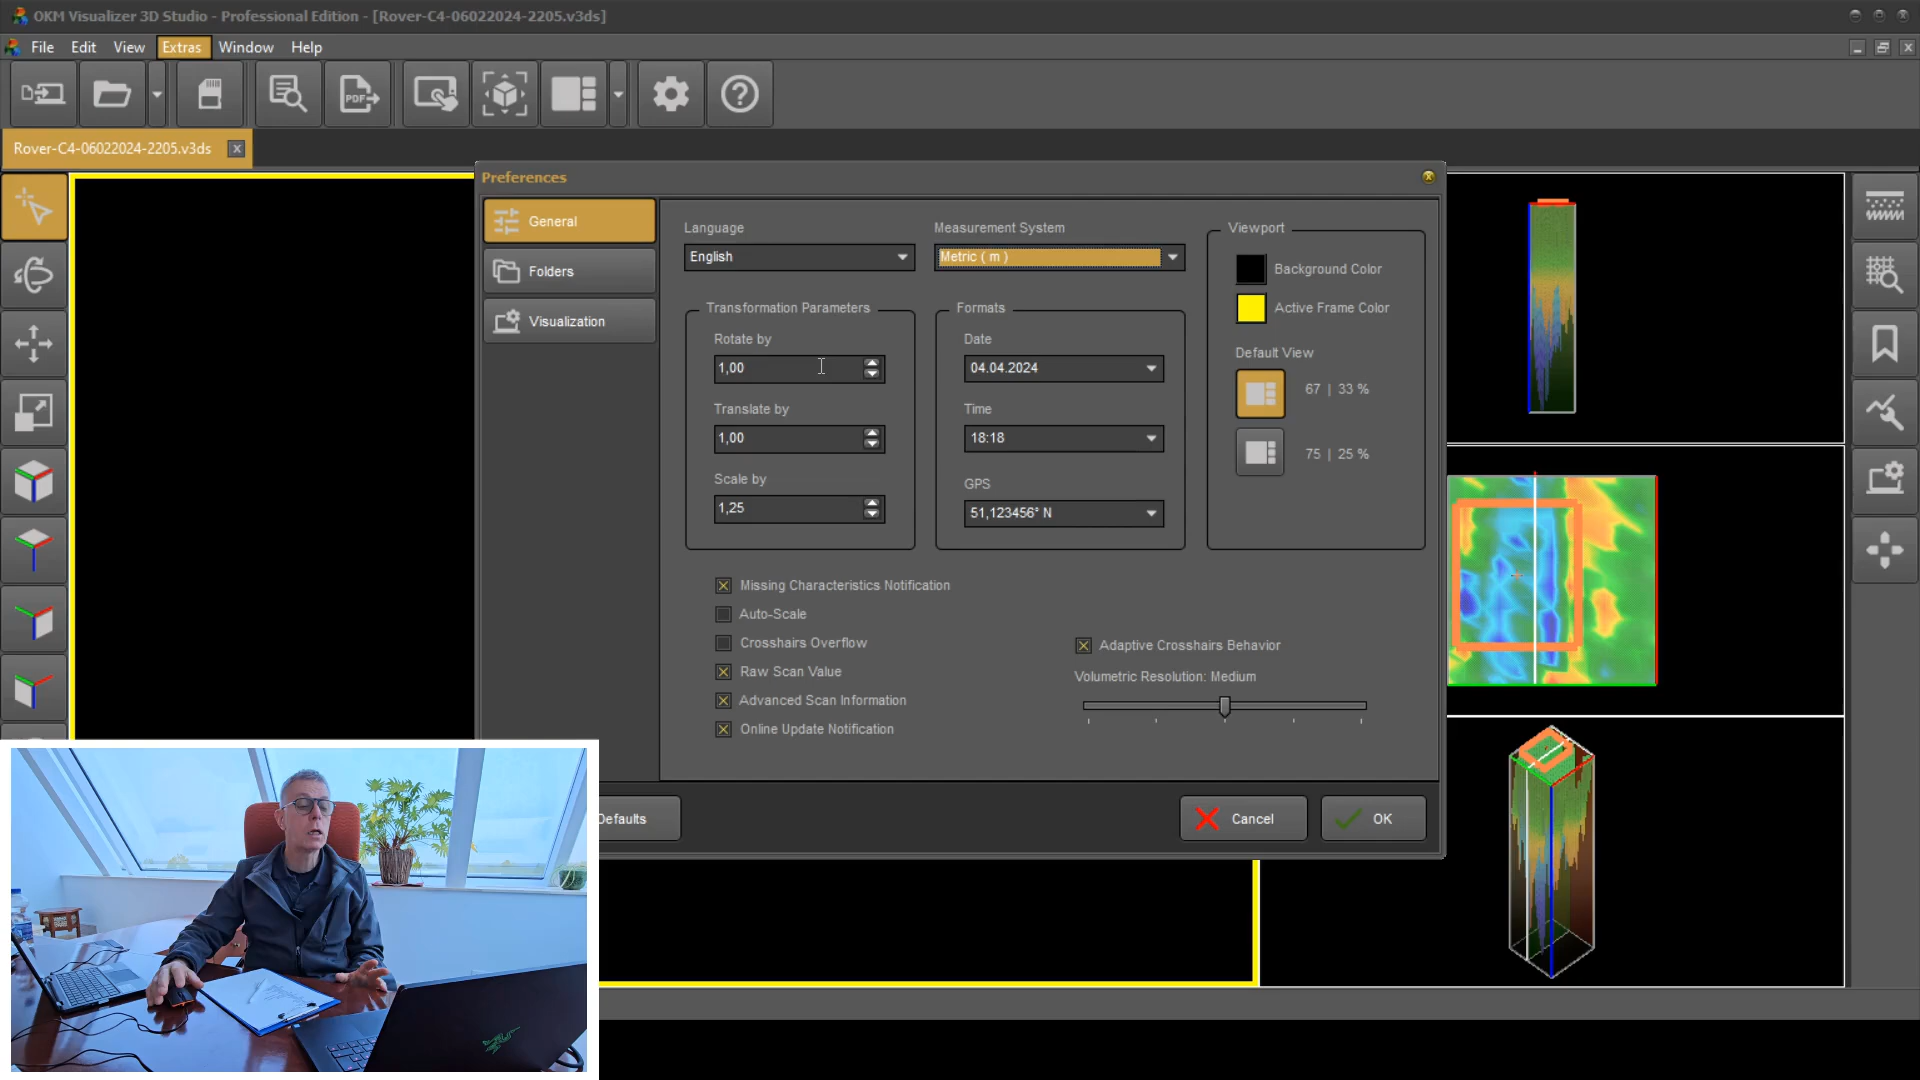 OKM Visualizer 3D Studio - Professional Edition - [Rover-C4-06022024-2205.v3ds]
File Edit View Extras Window Help
PDF
Rover-C4-06022024-2205.v3ds
Preferences
General
Folders
Visualization
Language
English
Measurement System
Metric ( m )
Transformation Parameters
Rotate by
1,00
Translate by
1,00
Scale by
1,25
Formats
Date
04.04.2024
Time
18:18
GPS
51,123456° N
Viewport
Background Color
Active Frame Color
Default View
67 | 33 %
75 | 25 %
Missing Characteristics Notification
Auto-Scale
Crosshairs Overflow
Raw Scan Value
Advanced Scan Information
Online Update Notification
Adaptive Crosshairs Behavior
Volumetric Resolution: Medium
Defaults
Cancel
OK